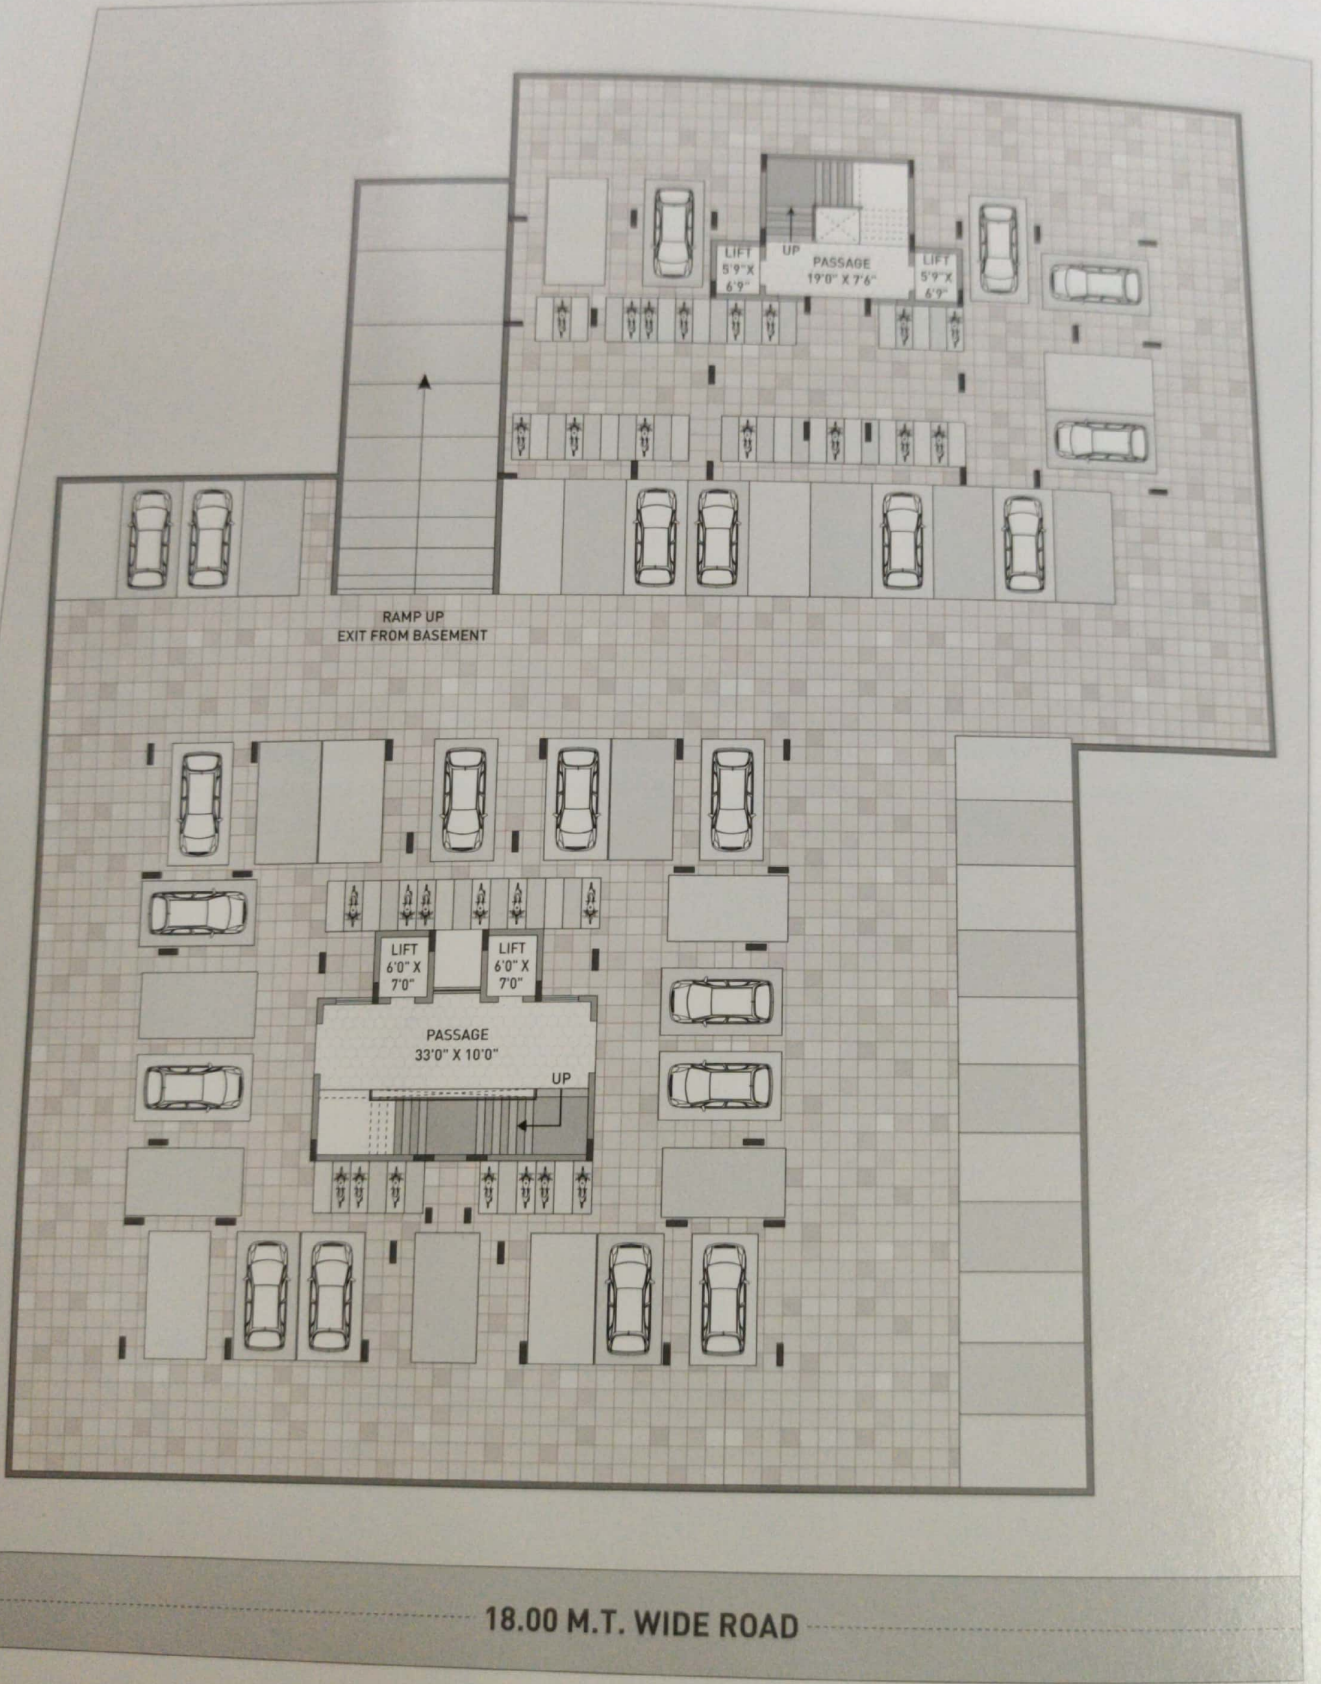 LIFT
5'9"X
6'9"
UP
PASSAGE
19'0" X 7'6"
LIFT
5'9"X
6'9"
RAMP UP
EXIT FROM BASEMENT
LIFT
6'0" X
7'0"
LIFT
6'0" X
7'0"
PASSAGE
33'0" X 10'0"
UP
18.00 M.T. WIDE ROAD